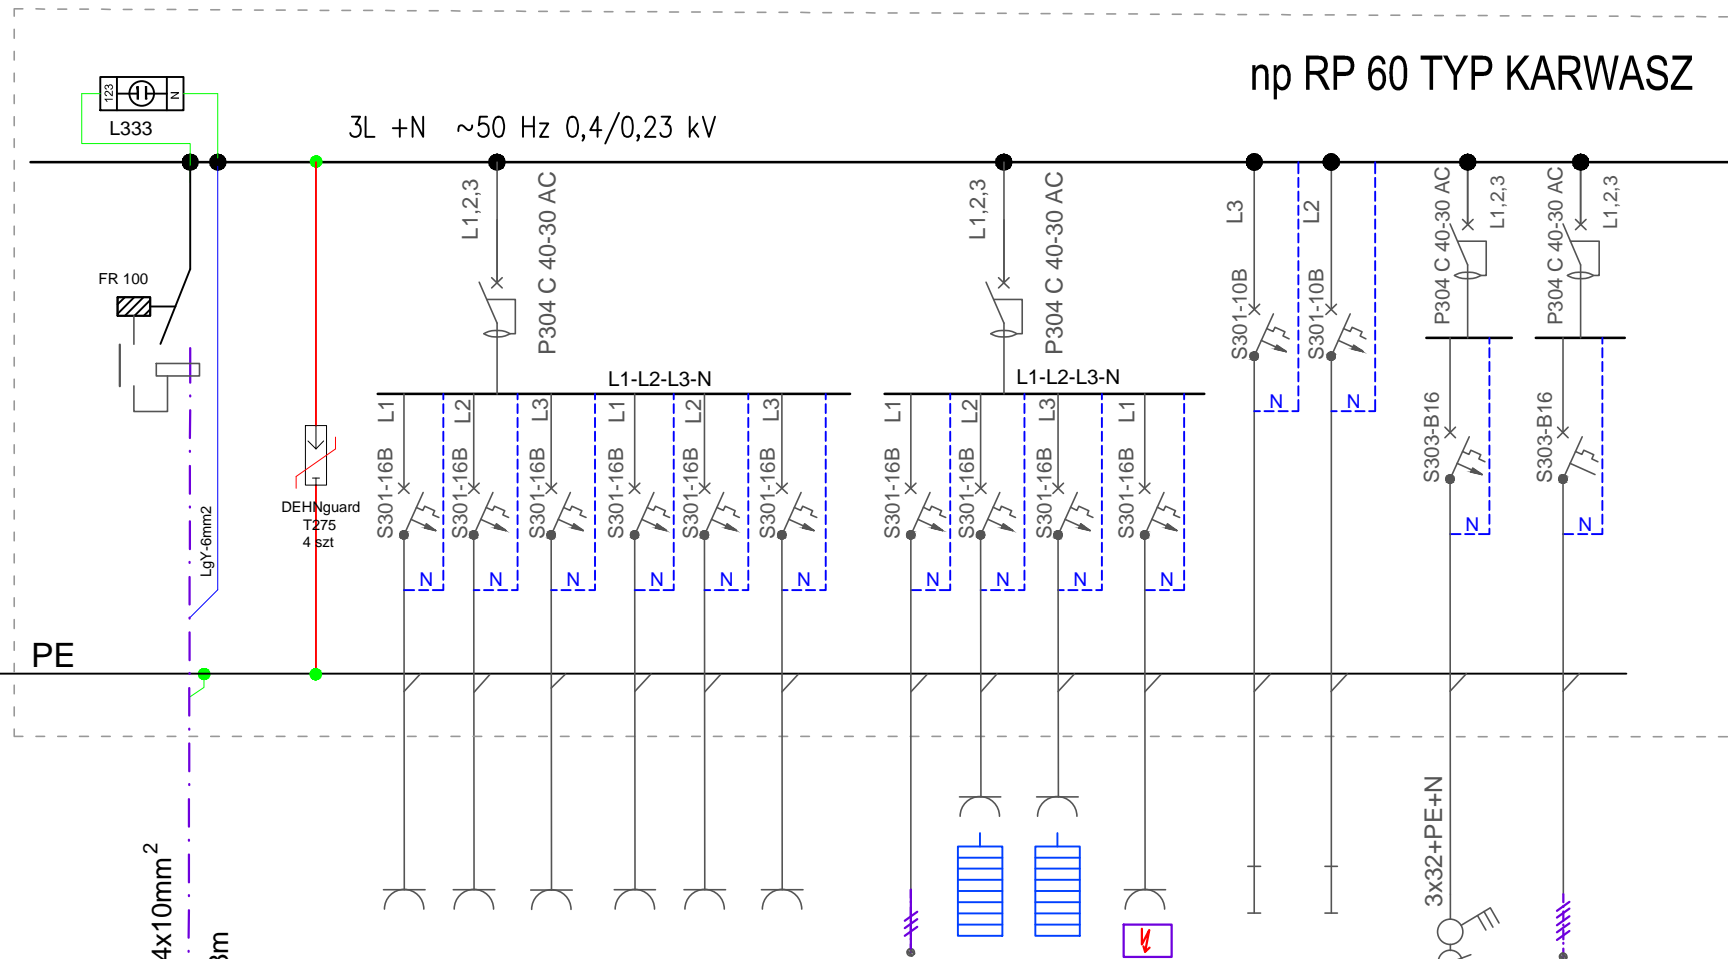 np RP 60 TYP KARWASZ
123
N
L333
3L +N ~50 Hz 0,4/0,23 kV
L1,2,3
P304 C 40-30 AC
L1,2,3
P304 C 40-30 AC
L3
L2
P304 C 40-30 AC
L1,2,3
P304 C 40-30 AC
L1,2,3
FR 100
S301-10B
S301-10B
L1-L2-L3-N
L1-L2-L3-N
N
N
L1
L2
L3
L1
L2
L3
L1
L2
L3
L1
S303-B16
S303-B16
S301-16B
S301-16B
S301-16B
S301-16B
S301-16B
S301-16B
S301-16B
S301-16B
S301-16B
S301-16B
DEHNguard
T275
4 szt
LgY-6mm2
N
N
N
N
N
N
N
N
N
N
N
N
PE
3x32+PE+N
4x10mm²